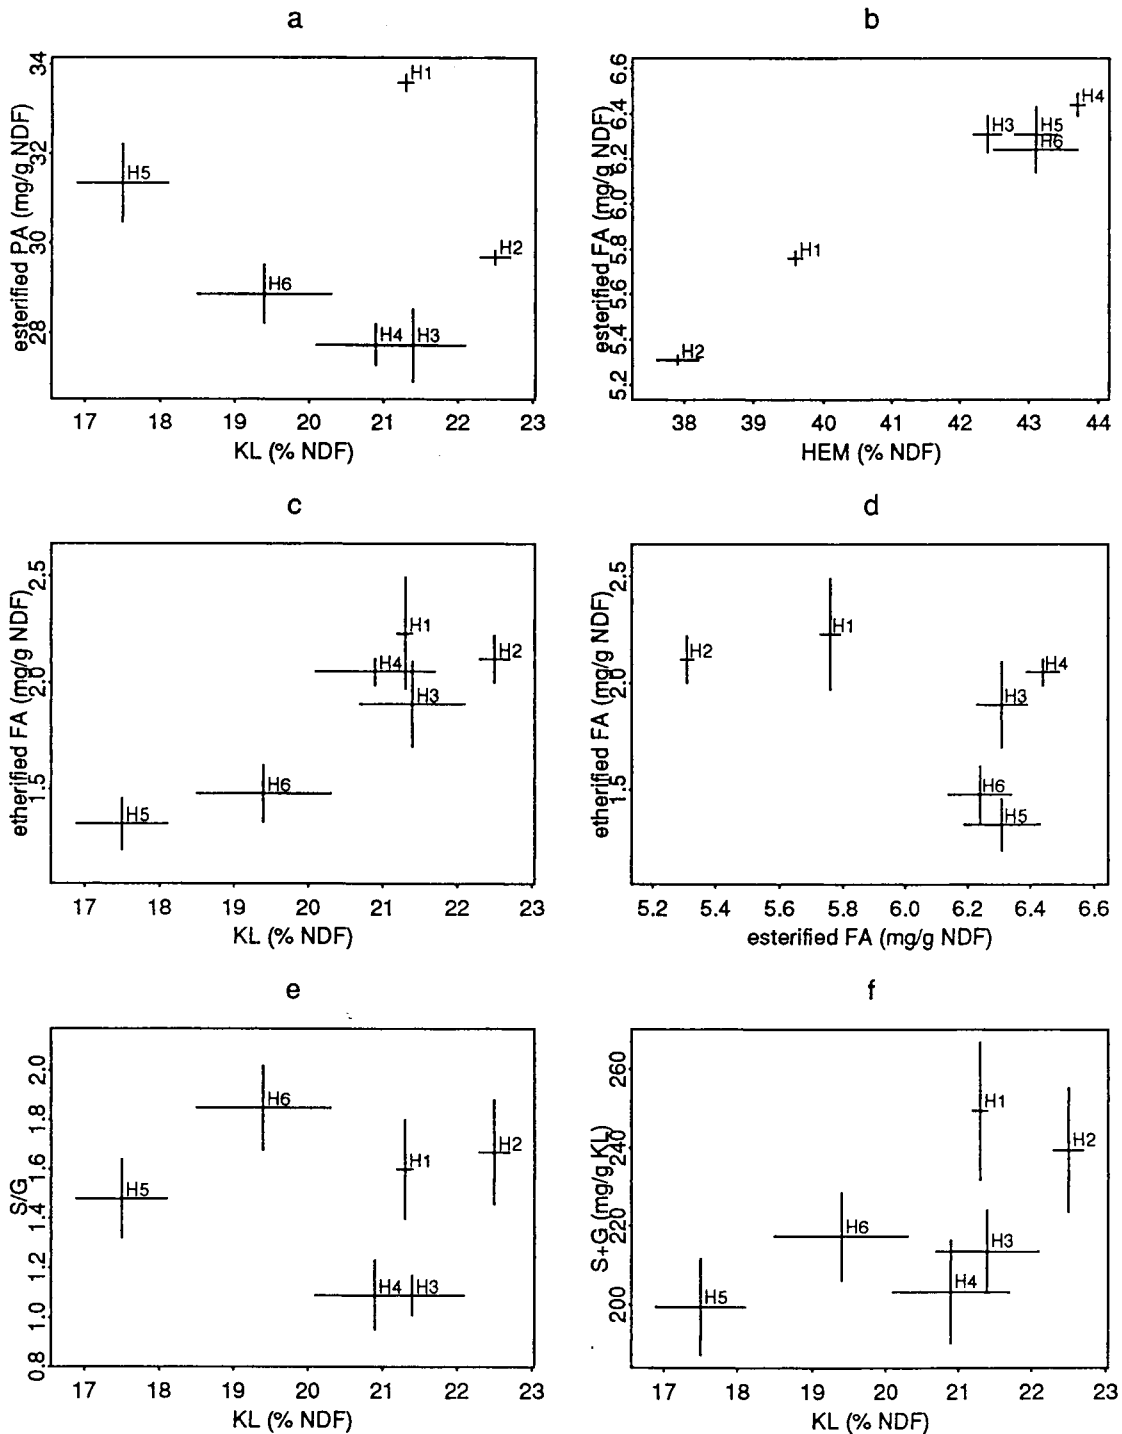 a
esterified PA (mg/g NDF)
34
32
30
28
H1
H5
H2
H6
H4
H3
17 18 19 20 21 22 23
KL (% NDF)
b
esterified FA (mg/g NDF)
6.6
6.4
6.2
6.0
5.8
5.6
5.4
5.2
H4
H3
H5
H6
H1
H2
38 39 40 41 42 43 44
HEM (% NDF)
c
etherified FA (mg/g NDF)
2.5
2.0
1.5
H1
H2
H4
H3
H6
H5
17 18 19 20 21 22 23
KL (% NDF)
d
etherified FA (mg/g NDF)
2.5
2.0
1.5
H1
H2
H4
H3
H6
H5
5.2 5.4 5.6 5.8 6.0 6.2 6.4 6.6
esterified FA (mg/g NDF)
e
S/G
2.0
1.8
1.6
1.4
1.2
1.0
0.8
H6
H2
H1
H5
H4
H3
17 18 19 20 21 22 23
KL (% NDF)
f
S+G (mg/g KL)
260
240
220
200
H1
H2
H6
H3
H4
H5
17 18 19 20 21 22 23
KL (% NDF)